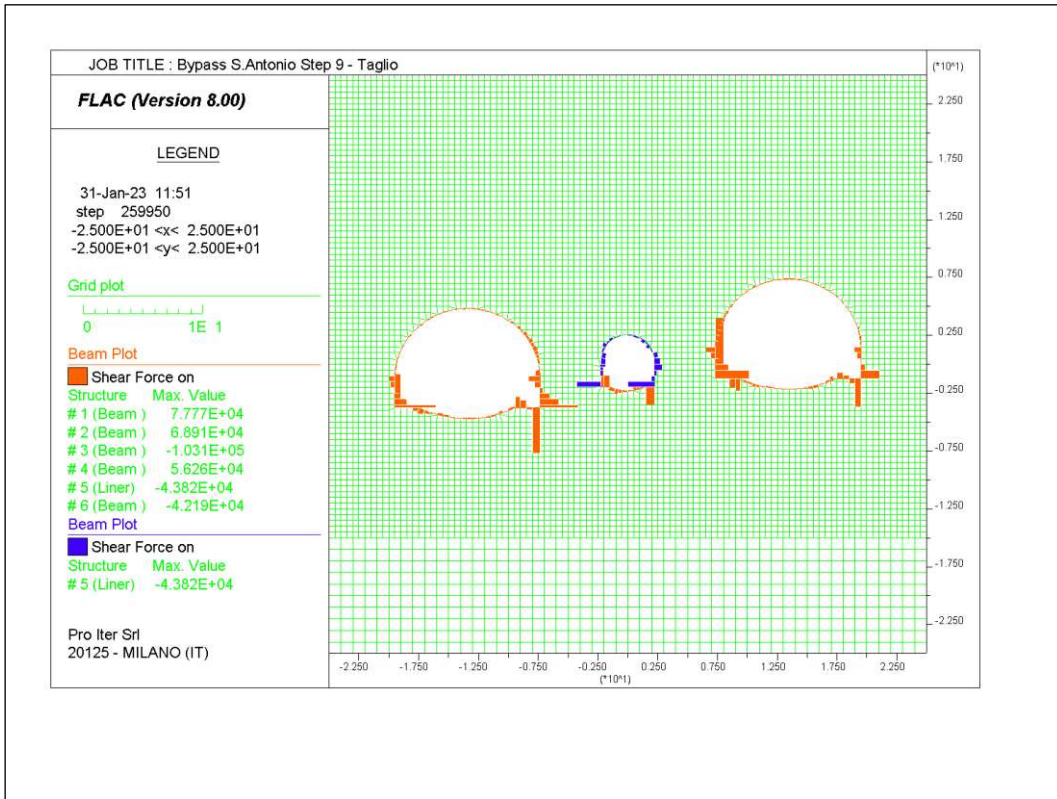 JOB TITLE : Bypass S.Antonio Step 9 - Taglio
FLAC (Version 8.00)
LEGEND
31-Jan-23 11:51
step 259950
-2.500E+01 <x< 2.500E+01
-2.500E+01 <y< 2.500E+01
Grid plot
0 1E 1
Beam Plot
Shear Force on
Structure Max. Value
# 1 (Beam ) 7.777E+04
# 2 (Beam ) 6.891E+04
# 3 (Beam ) -1.031E+05
# 4 (Beam ) 5.626E+04
# 5 (Liner) -4.382E+04
# 6 (Beam ) -4.219E+04
Beam Plot
Shear Force on
Structure Max. Value
# 5 (Liner) -4.382E+04
Pro Iter Srl
20125 - MILANO (IT)
(*10^1)
2.250
1.750
1.250
0.750
0.250
-0.250
-0.750
-1.250
-1.750
-2.250
-2.250 -1.750 -1.250 -0.750 -0.250 0.250 0.750 1.250 1.750 2.250
(*10^1)